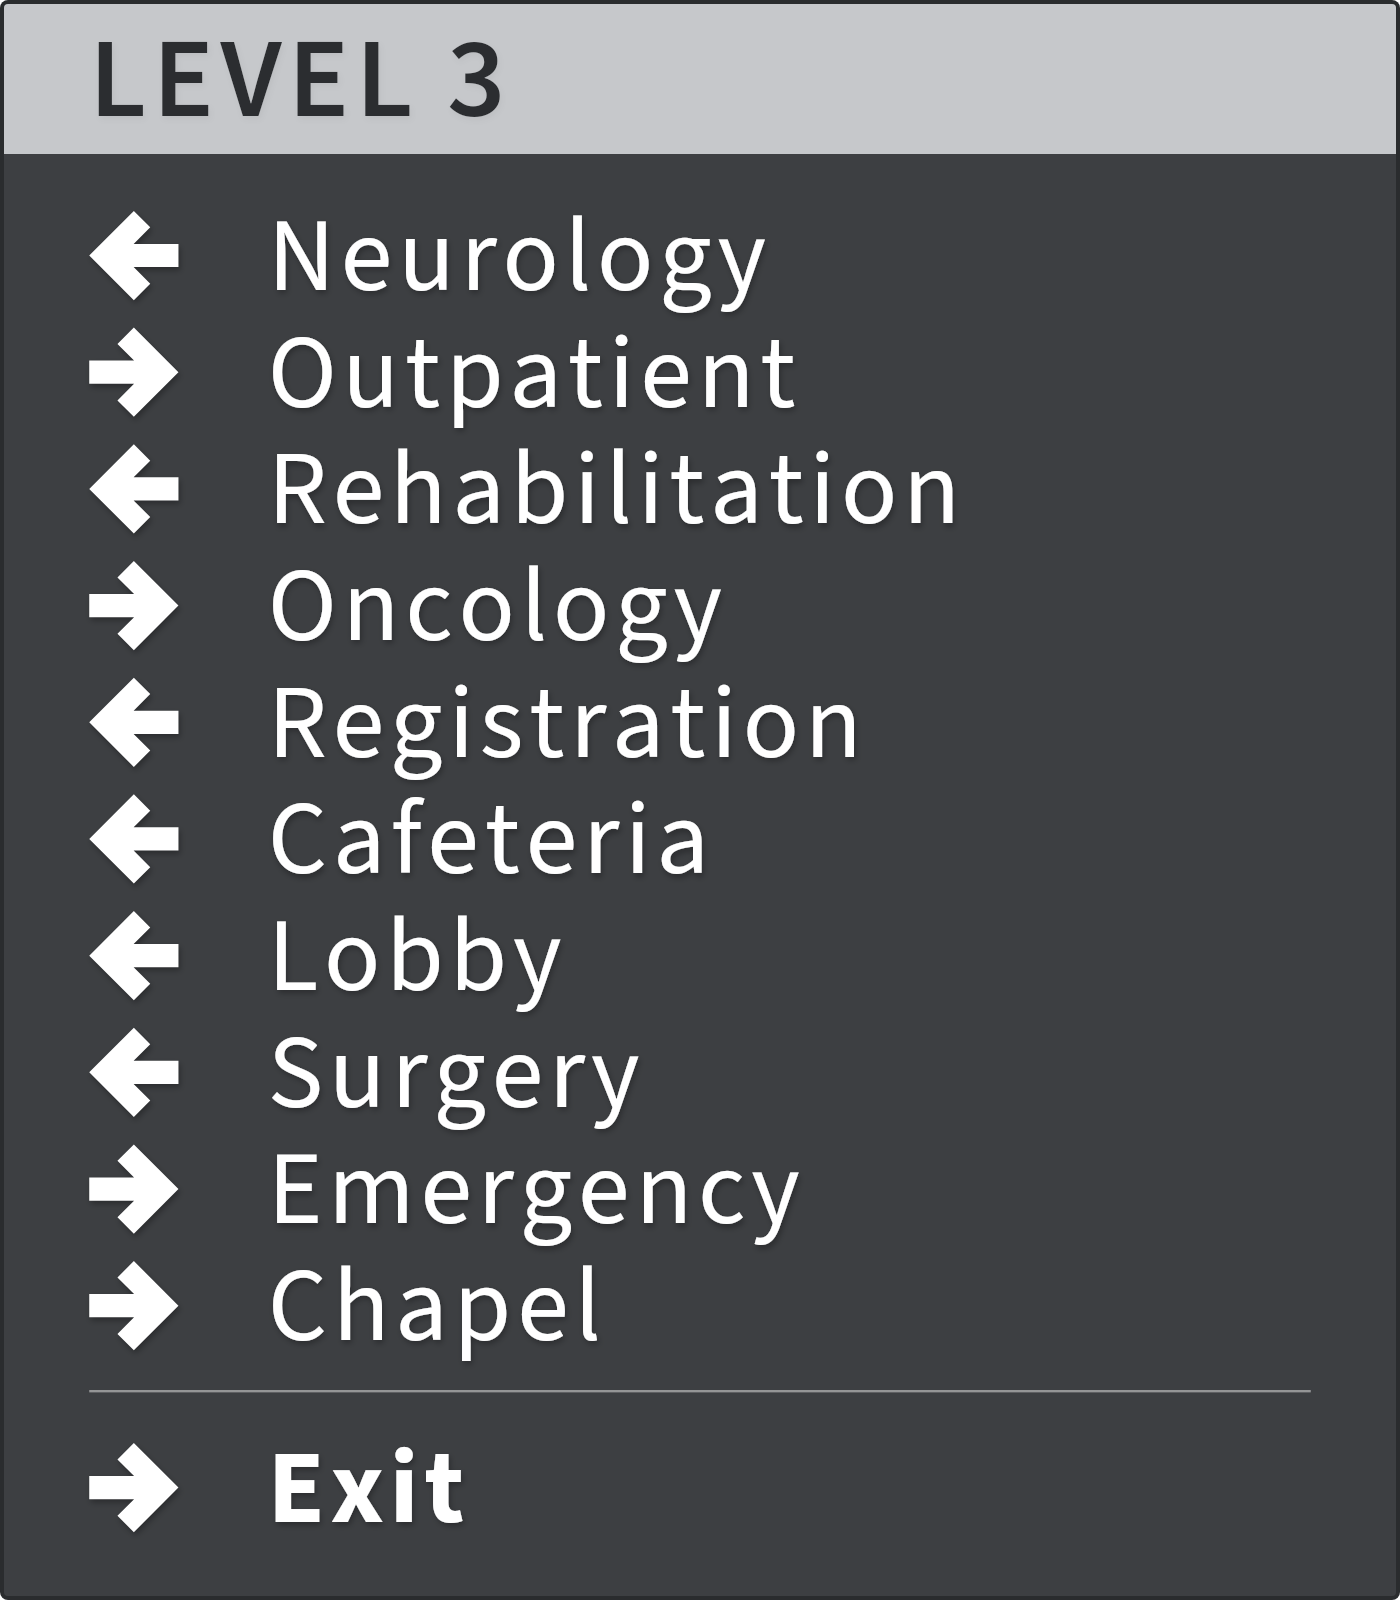 LEVEL 3
Neurology
Outpatient
Rehabilitation
Oncology
Registration
Cafeteria
Lobby
Surgery
Emergency
Chapel
Exit